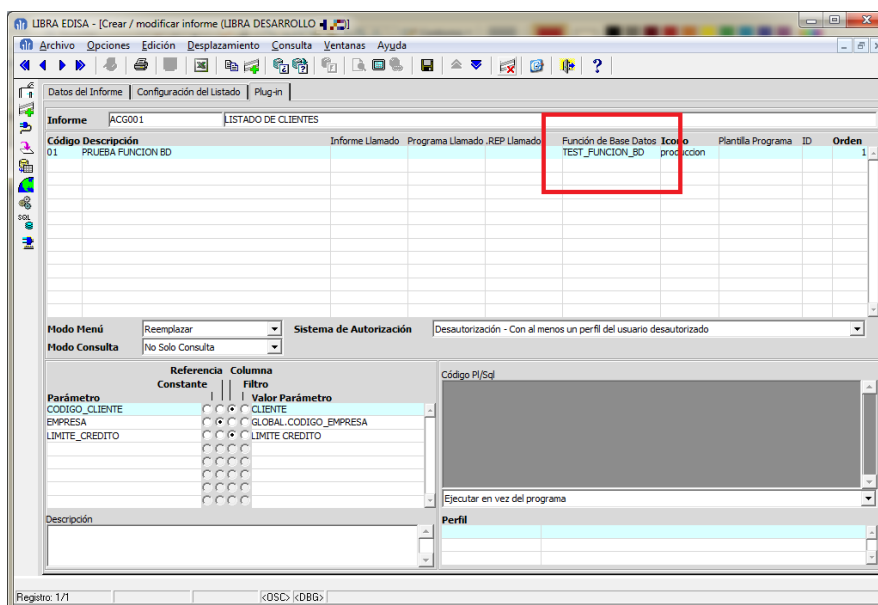 LIBRA EDISA - [Crear / modificar informe (LIBRA DESARROLLO
Archivo Opciones Edición Desplazamiento Consulta Ventanas Ayuda
Datos del Informe Configuración del Listado Plug-in
Informe ACG001 LISTADO DE CLIENTES
Código Descripción Informe Llamado Programa Llamado .REP Llamado Función de Base Datos Icono Plantilla Programa ID Orden
01 PRUEBA FUNCION BD TEST_FUNCION_BD produccion 1
SQL
Modo Menú Reemplazar Sistema de Autorización Desautorización - Con al menos un perfil del usuario desautorizado
Modo Consulta No Solo Consulta
Referencia Columna
Constante Filtro
Parámetro Valor Parámetro
CODIGO_CLIENTE CLIENTE
EMPRESA GLOBAL.CODIGO_EMPRESA
LIMITE_CREDITO LIMITE CREDITO
Código Pl/Sql
Ejecutar en vez del programa
Descripción
Perfil
Registro: 1/1 <OSC> <DBG>